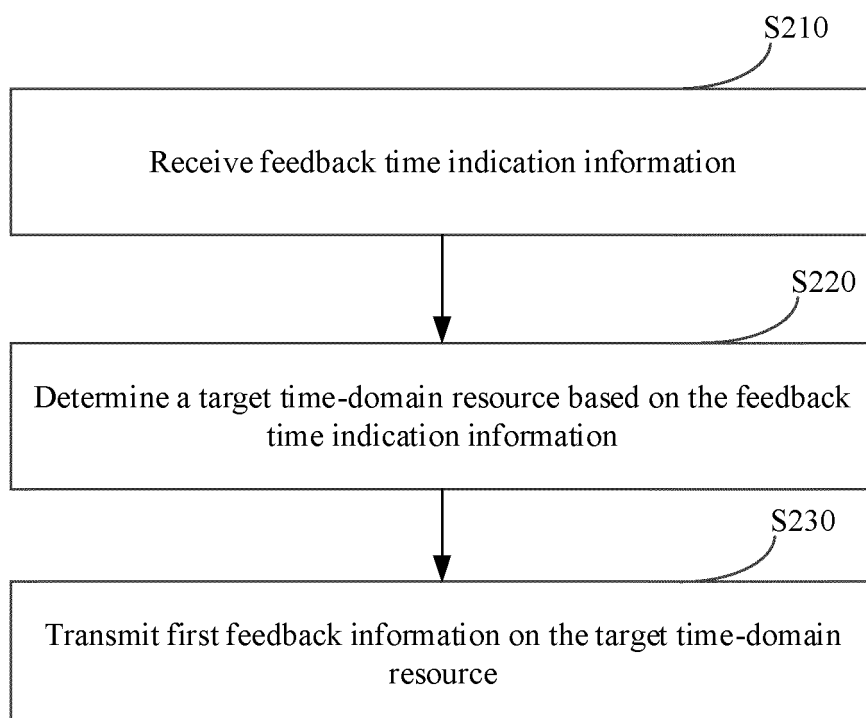 S210
Receive feedback time indication information
S220
Determine a target time-domain resource based on the feedback
time indication information
S230
Transmit first feedback information on the target time-domain
resource